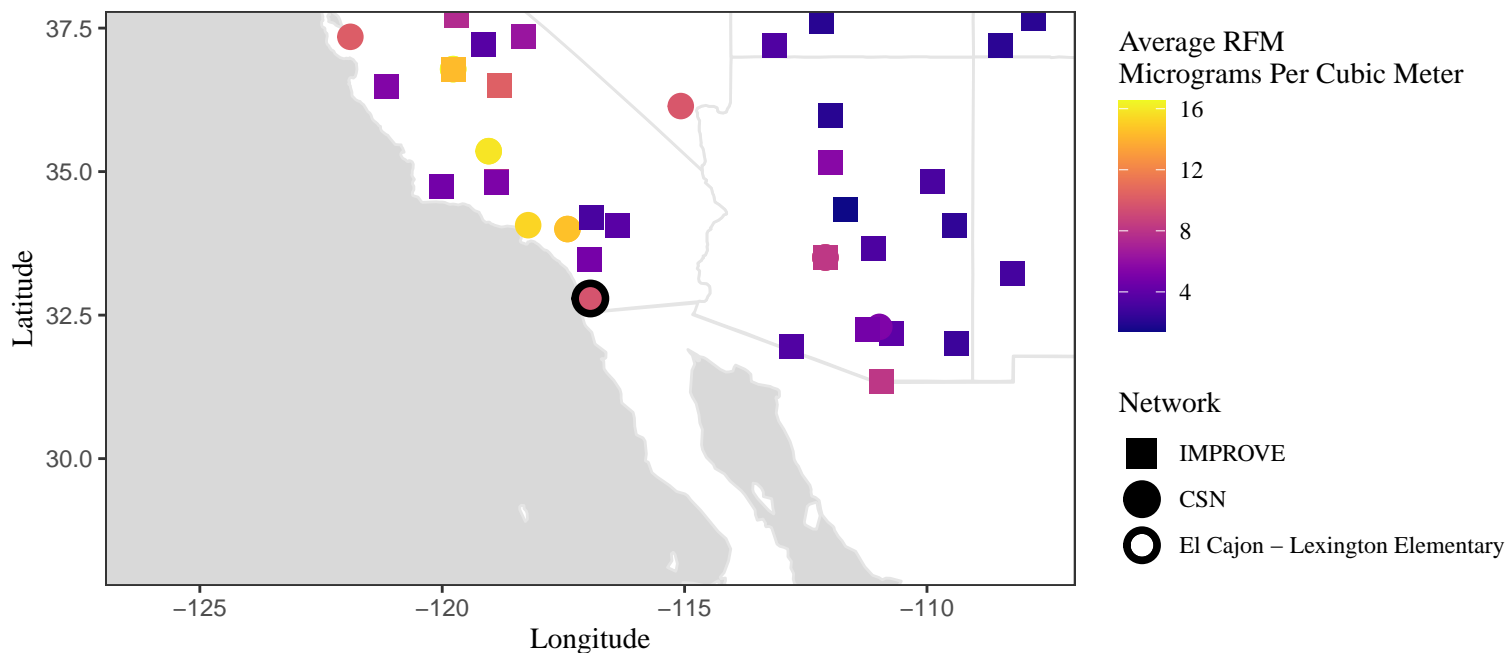 37.5
35.0
32.5
30.0
Latitude
−125
−120
−115
−110
Longitude
Average RFM
Micrograms Per Cubic Meter
16
12
8
4
Network
IMPROVE
CSN
El Cajon – Lexington Elementary